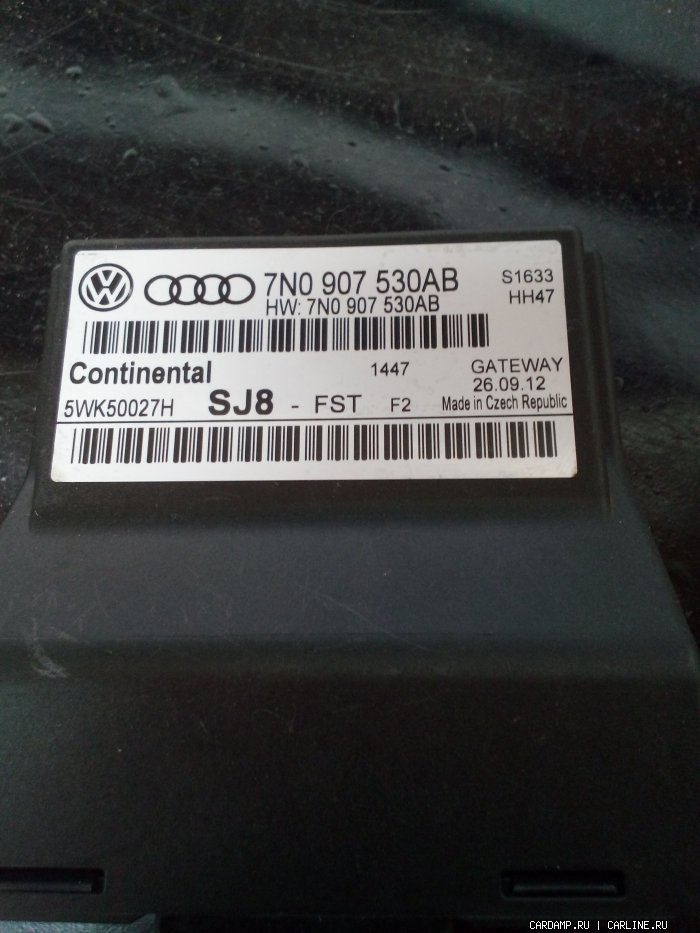 7N0 907 530AB
HW: 7N0 907 530AB
S1633
HH47
Continental
1447
GATEWAY
26.09.12
5WK50027H SJ8 - FST F2 Made in Czech Republic
CARDAMP.RU | CARLINE.RU